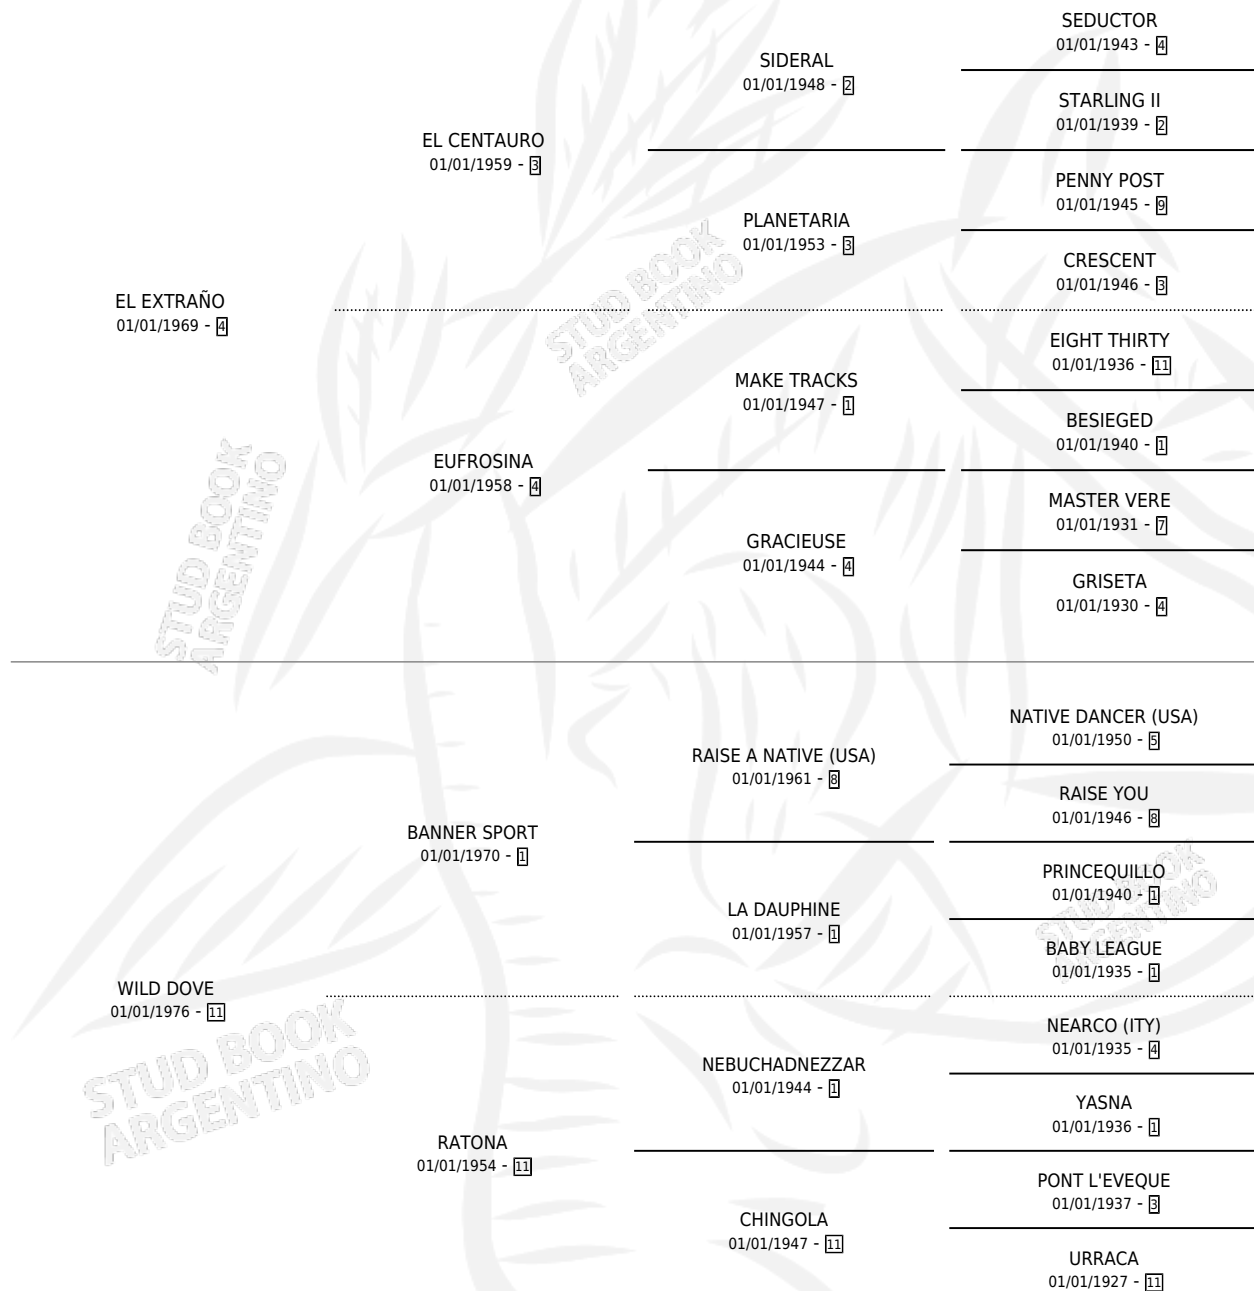 SEDUCTOR
01/01/1943 - 4
SIDERAL
01/01/1948 - 2
STARLING II
01/01/1939 - 2
EL CENTAURO
01/01/1959 - 3
PENNY POST
01/01/1945 - 9
PLANETARIA
01/01/1953 - 3
CRESCENT
01/01/1946 - 3
EL EXTRAÑO
01/01/1969 - 4
EIGHT THIRTY
01/01/1936 - 11
MAKE TRACKS
01/01/1947 - 1
BESIEGED
01/01/1940 - 1
EUFROSINA
01/01/1958 - 4
MASTER VERE
01/01/1931 - 7
GRACIEUSE
01/01/1944 - 4
GRISETA
01/01/1930 - 4
STUD BOOK
ARGENTINO
STUD BOOK
ARGENTINO
NATIVE DANCER (USA)
01/01/1950 - 5
RAISE A NATIVE (USA)
01/01/1961 - 8
RAISE YOU
01/01/1946 - 8
BANNER SPORT
01/01/1970 - 1
PRINCEQUILLO
01/01/1940 - 1
LA DAUPHINE
01/01/1957 - 1
BABY LEAGUE
01/01/1935 - 1
WILD DOVE
01/01/1976 - 11
NEARCO (ITY)
01/01/1935 - 4
NEBUCHADNEZZAR
01/01/1944 - 1
YASNA
01/01/1936 - 1
RATONA
01/01/1954 - 11
PONT L'EVEQUE
01/01/1937 - 3
CHINGOLA
01/01/1947 - 11
URRACA
01/01/1927 - 11
STUD BOOK
ARGENTINO
STUD BOOK
ARGENTINO